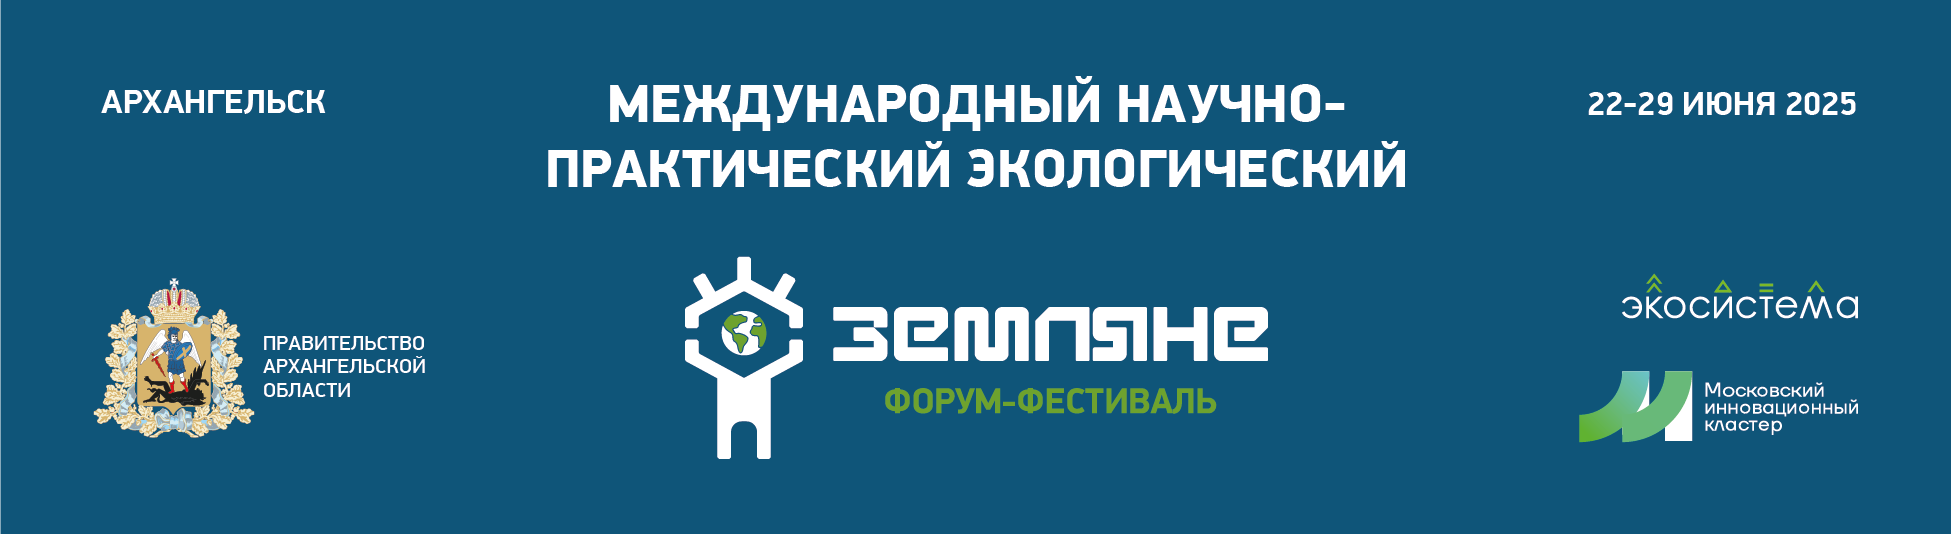 АРХАНГЕЛЬСК
МЕЖДУНАРОДНЫЙ НАУЧНО-
ПРАКТИЧЕСКИЙ ЭКОЛОГИЧЕСКИЙ
22-29 ИЮНЯ 2025
ПРАВИТЕЛЬСТВО
АРХАНГЕЛЬСКОЙ
ОБЛАСТИ
ЗЕМЛЯНЕ
ФОРУМ-ФЕСТИВАЛЬ
экосистема
Московский
инновационный
кластер